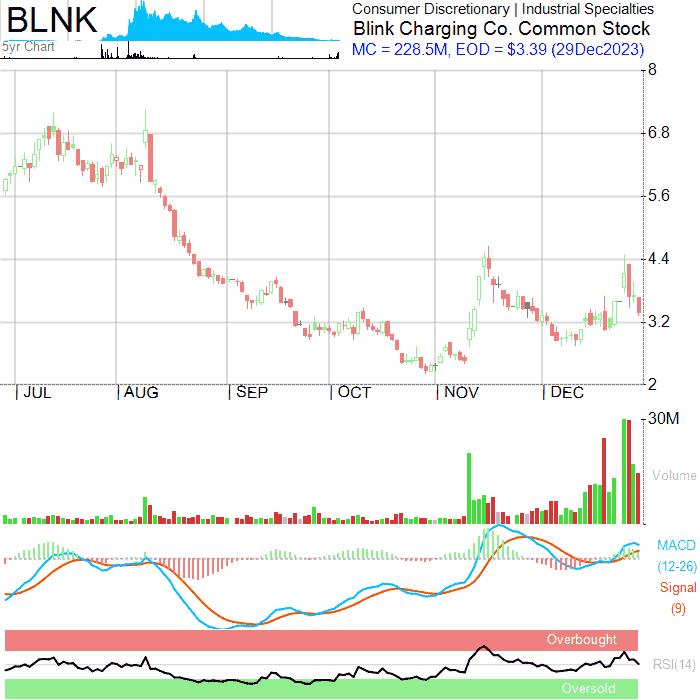 BLNK
5yr Chart
Consumer Discretionary | Industrial Specialties
Blink Charging Co. Common Stock
MC = 228.5M, EOD = $3.39 (29Dec2023)
8
6.8
5.6
4.4
3.2
2
| JUL | AUG | SEP | OCT | NOV | DEC
30M
Volume
MACD
(12-26)
Signal
(9)
Overbought
RSI(14)
Oversold